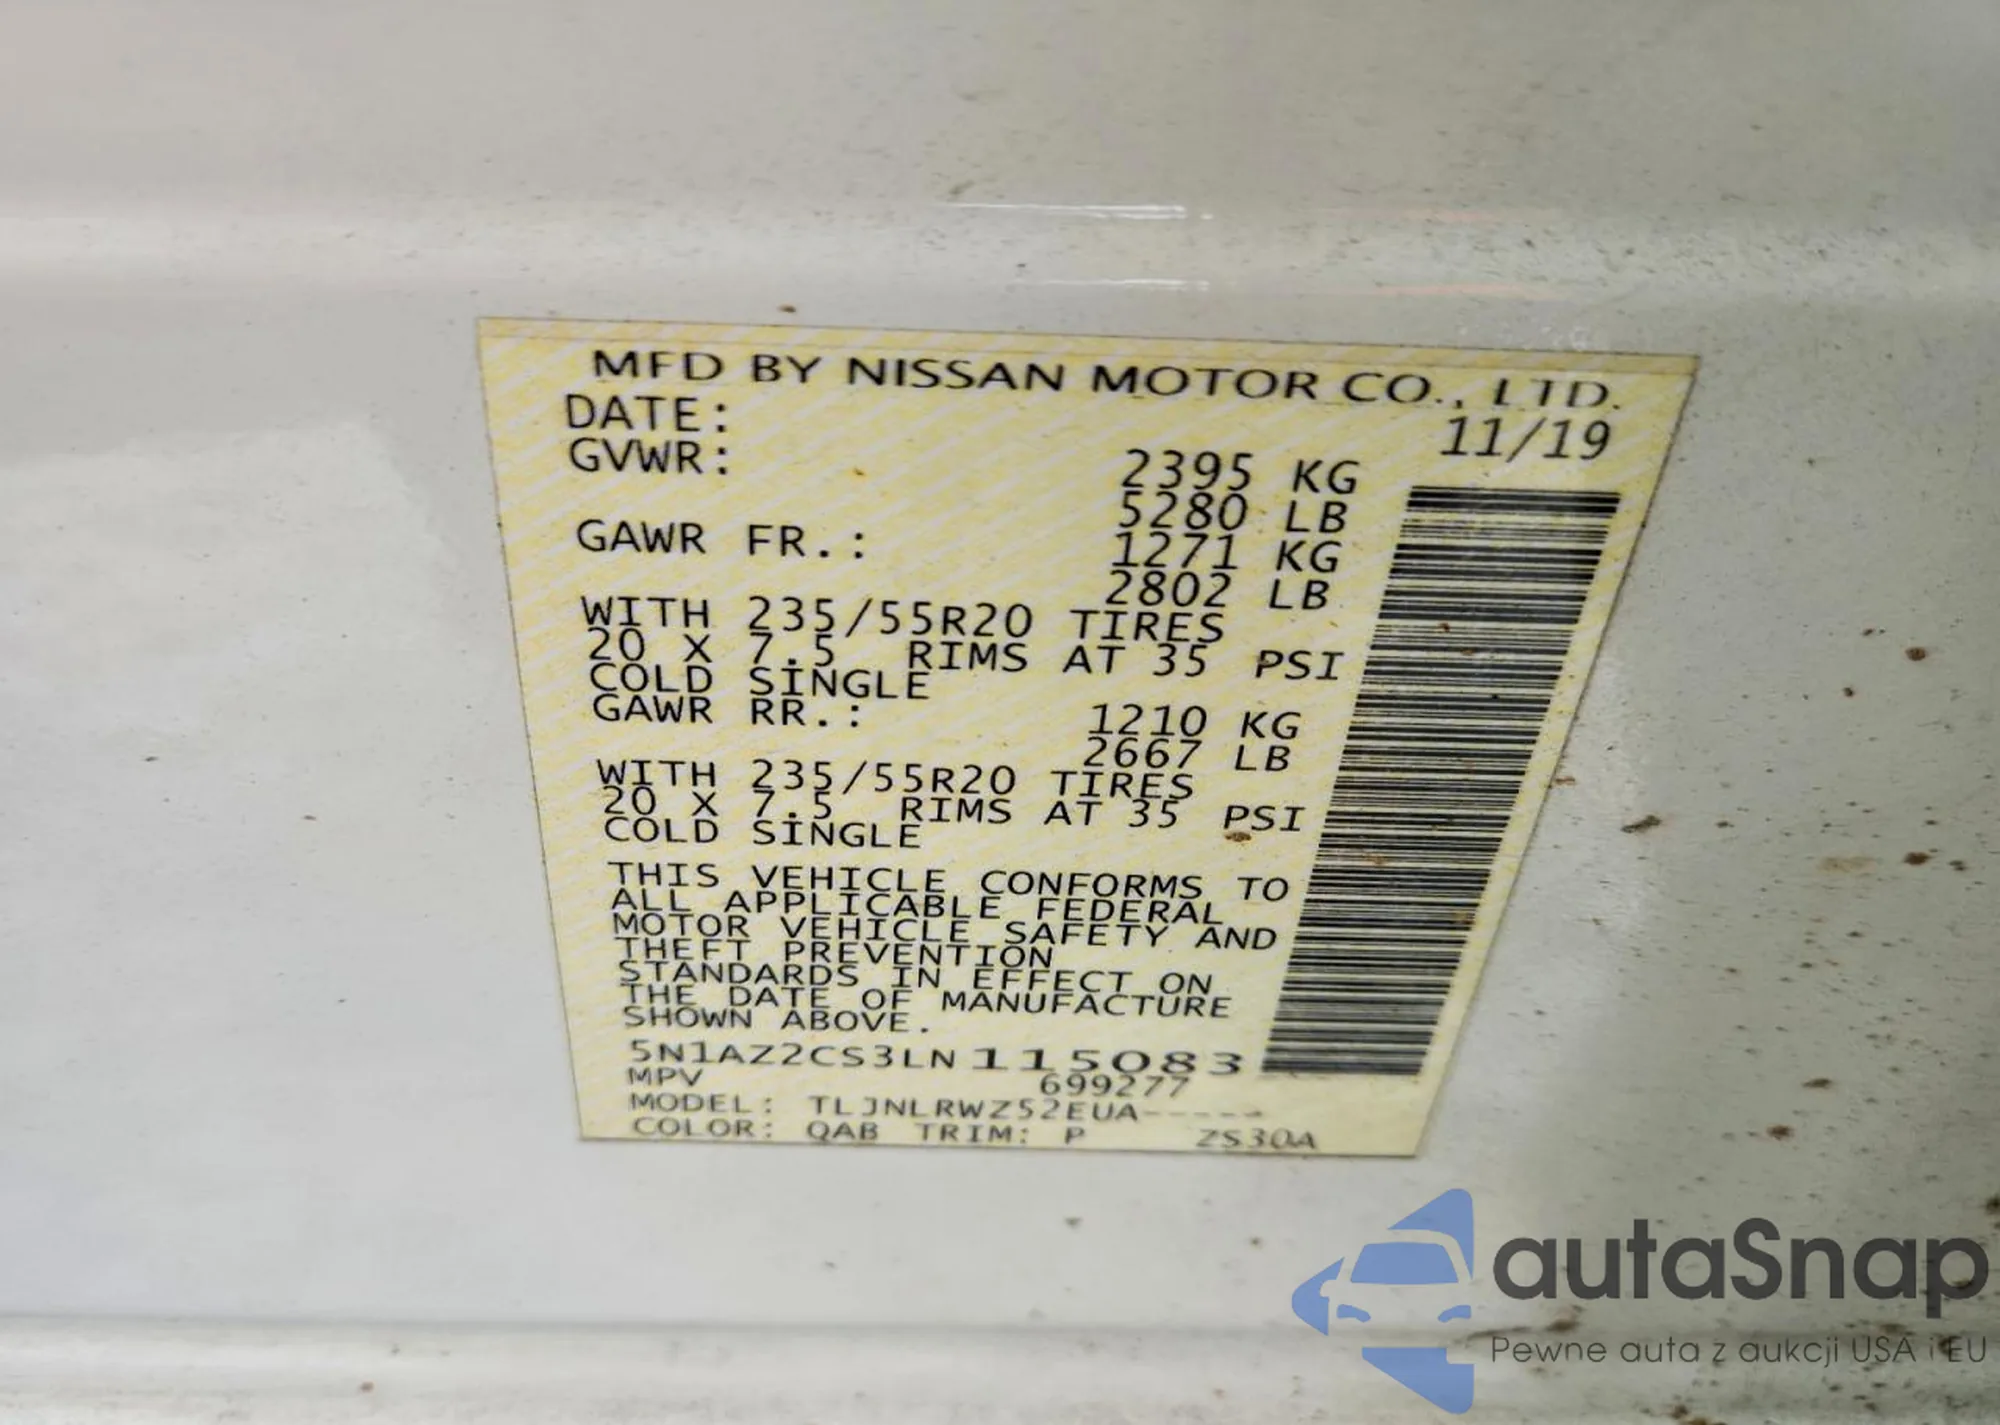 MFD BY NISSAN MOTOR CO., LTD.
DATE: 11/19
GVWR: 2395 KG
5280 LB
GAWR FR.: 1271 KG
2802 LB
WITH 235/55R20 TIRES
20 X 7.5 RIMS AT 35 PSI
COLD SINGLE
GAWR RR.: 1210 KG
2667 LB
WITH 235/55R20 TIRES
20 X 7.5 RIMS AT 35 PSI
COLD SINGLE
THIS VEHICLE CONFORMS TO
ALL APPLICABLE FEDERAL
MOTOR VEHICLE SAFETY AND
THEFT PREVENTION
STANDARDS IN EFFECT ON
THE DATE OF MANUFACTURE
SHOWN ABOVE.
5N1AZ2CS3LN115083
MPV 699277
MODEL: TLJNLRWZ52EUA-----
COLOR: QAB TRIM: P ZS30A
autaSnap
Pewne auta z aukcji USA i EU